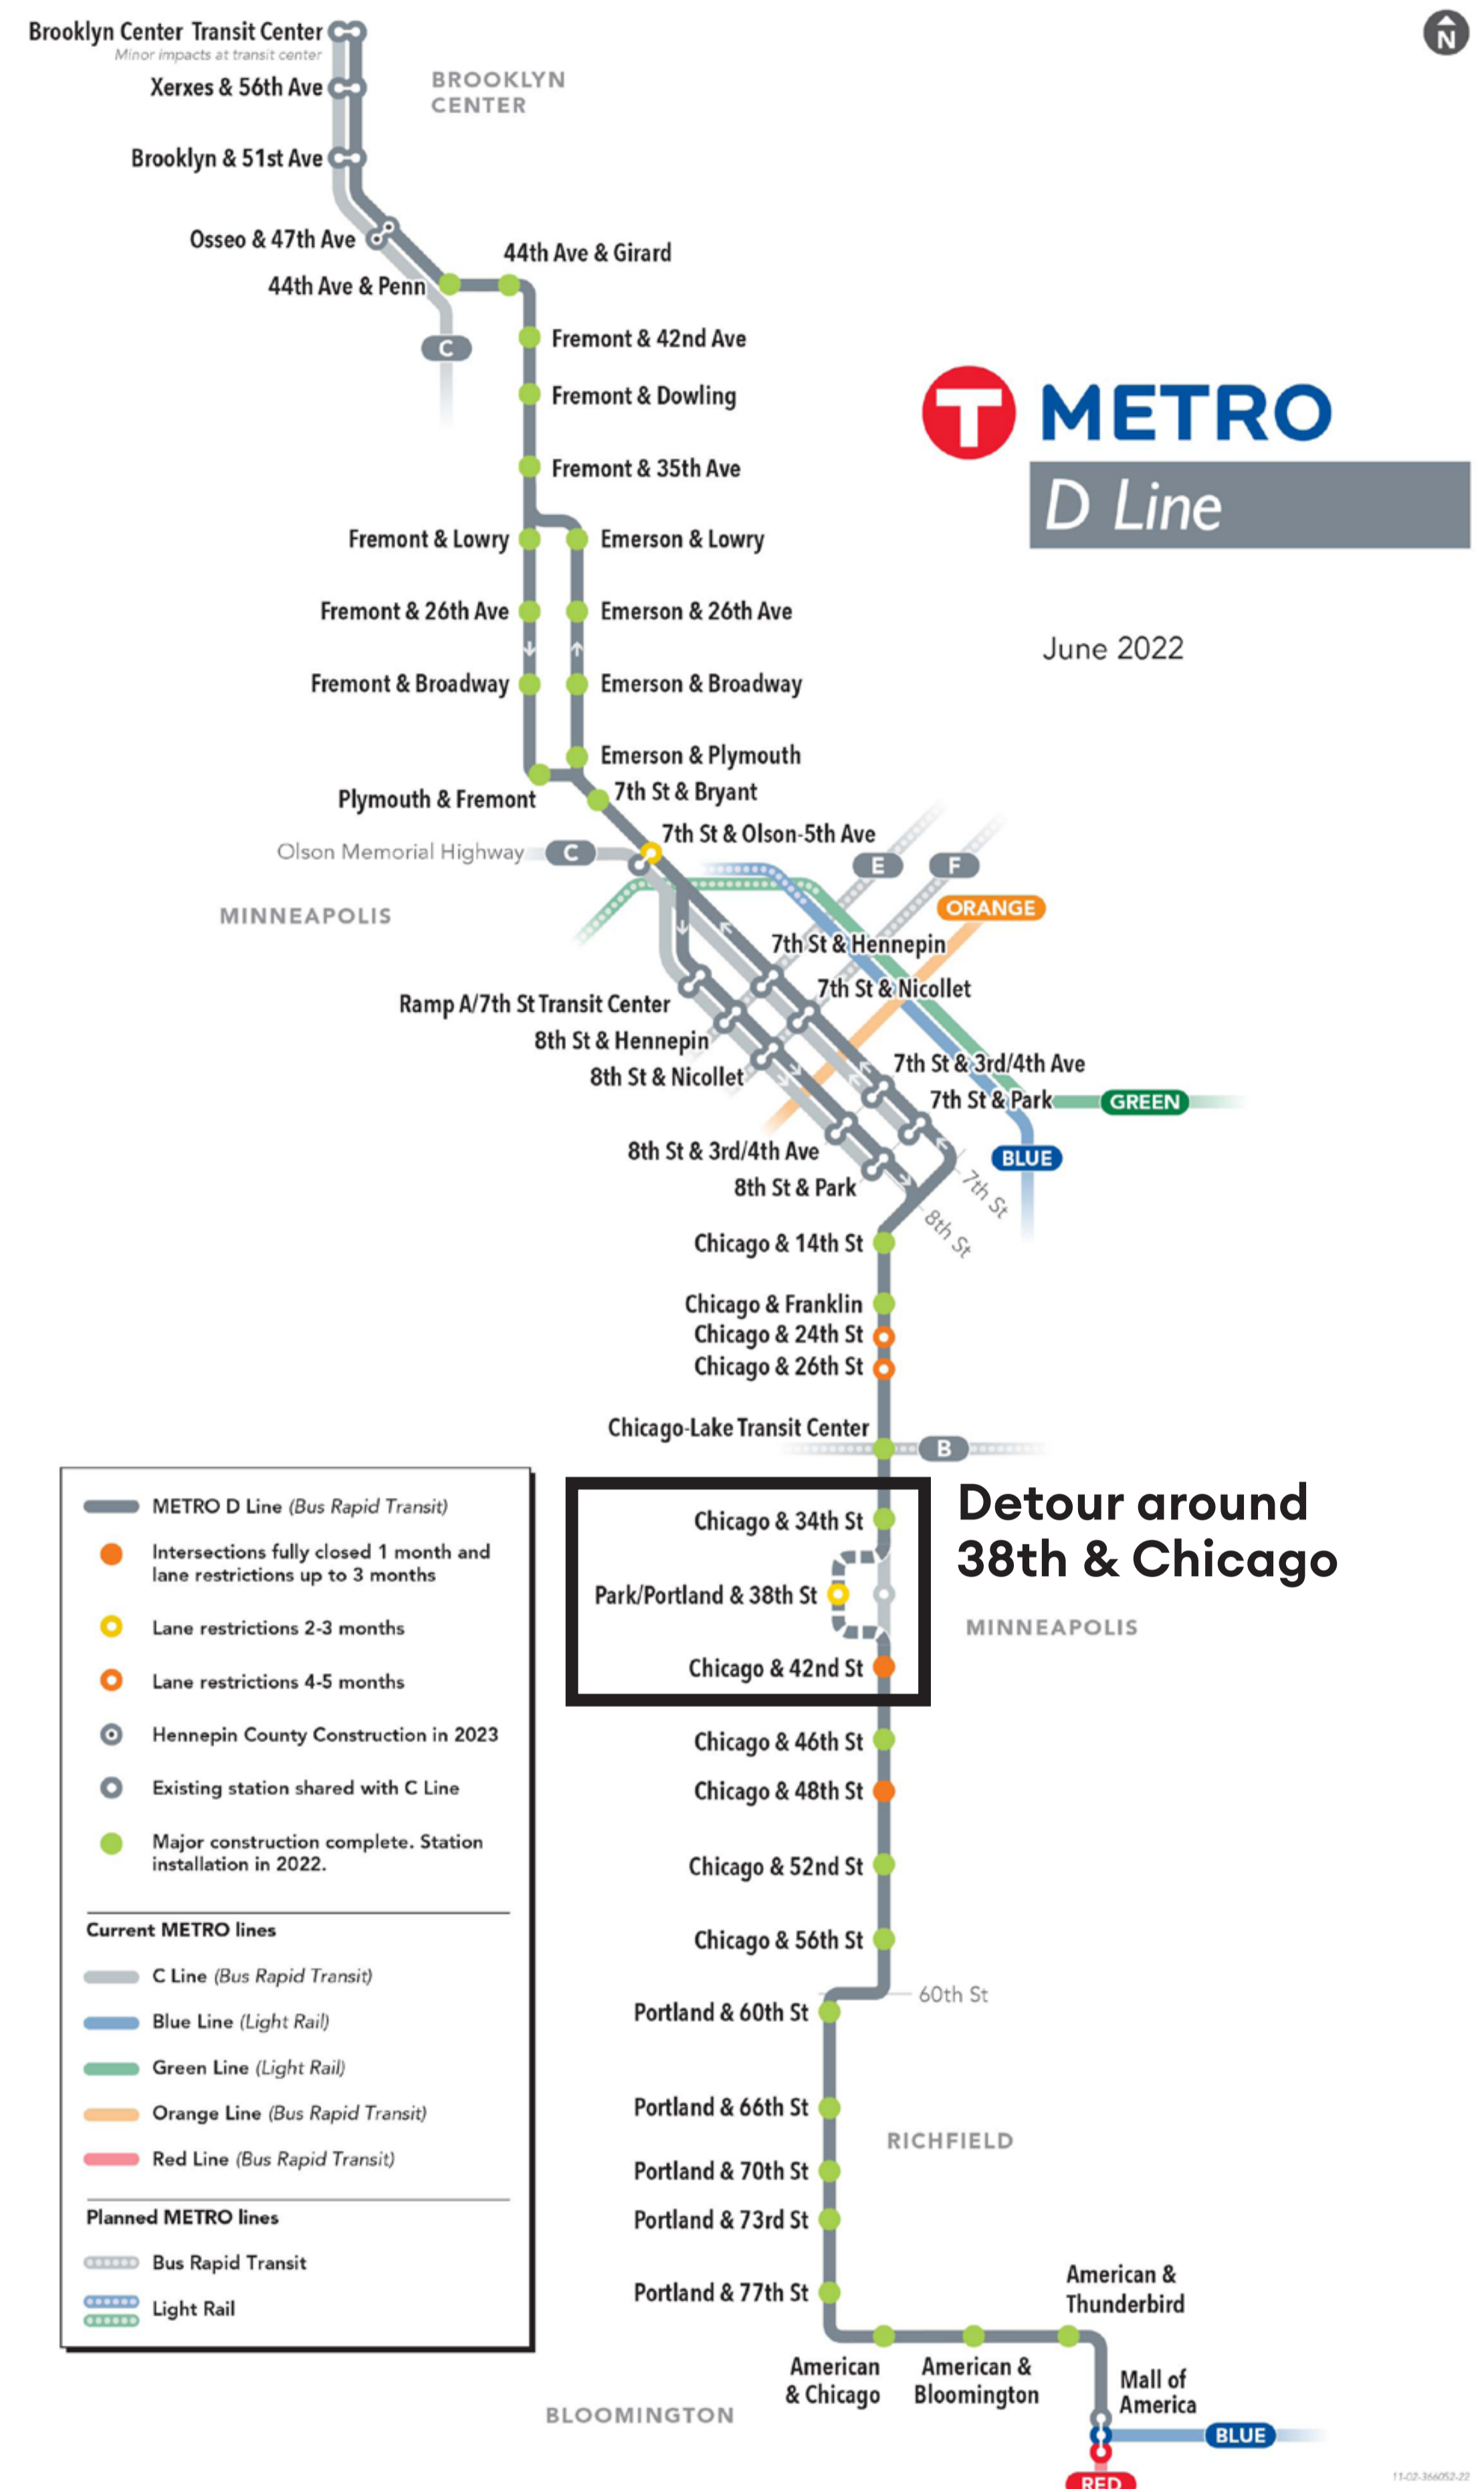 Brooklyn Center Transit Center
Minor impacts at transit center
Xerxes & 56th Ave
BROOKLYN
CENTER
Brooklyn & 51st Ave
Osseo & 47th Ave
44th Ave & Girard
44th Ave & Penn
C
Fremont & 42nd Ave
Fremont & Dowling
Fremont & 35th Ave
N
T METRO
D Line
June 2022
Fremont & Lowry
Emerson & Lowry
Fremont & 26th Ave
Emerson & 26th Ave
Fremont & Broadway
Emerson & Broadway
Emerson & Plymouth
Plymouth & Fremont
7th St & Bryant
7th St & Olson-5th Ave
Olson Memorial Highway
C
E
F
ORANGE
MINNEAPOLIS
7th St & Hennepin
7th St & Nicollet
Ramp A/7th St Transit Center
8th St & Hennepin
8th St & Nicollet
7th St & 3rd/4th Ave
7th St & Park
GREEN
BLUE
8th St & 3rd/4th Ave
8th St & Park
7th St
8th St
Chicago & 14th St
Chicago & Franklin
Chicago & 24th St
Chicago & 26th St
Chicago-Lake Transit Center
B
Chicago & 34th St
Park/Portland & 38th St
Chicago & 42nd St
Detour around
38th & Chicago
MINNEAPOLIS
Chicago & 46th St
Chicago & 48th St
Chicago & 52nd St
Chicago & 56th St
60th St
Portland & 60th St
Portland & 66th St
RICHFIELD
Portland & 70th St
Portland & 73rd St
Portland & 77th St
American &
Thunderbird
American
& Chicago
American &
Bloomington
Mall of
America
BLOOMINGTON
BLUE
RED
METRO D Line (Bus Rapid Transit)
Intersections fully closed 1 month and
lane restrictions up to 3 months
Lane restrictions 2-3 months
Lane restrictions 4-5 months
Hennepin County Construction in 2023
Existing station shared with C Line
Major construction complete. Station
installation in 2022.
Current METRO lines
C Line (Bus Rapid Transit)
Blue Line (Light Rail)
Green Line (Light Rail)
Orange Line (Bus Rapid Transit)
Red Line (Bus Rapid Transit)
Planned METRO lines
Bus Rapid Transit
Light Rail
11-02-366052-22